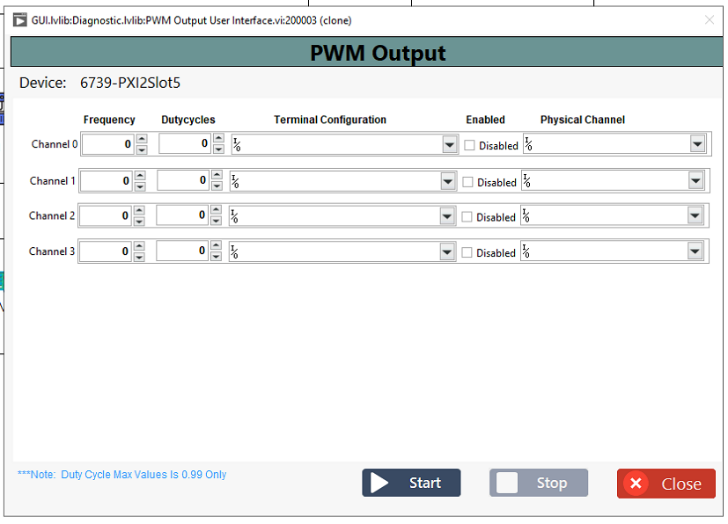 GUI.lvlib:Diagnostic.lvlib:PWM Output User Interface.vi:200003 (clone)
PWM Output
Device: 6739-PXI2Slot5
Frequency Dutycycles Terminal Configuration Enabled Physical Channel
Channel 0 0 0 Disabled
Channel 1 0 0 Disabled
Channel 2 0 0 Disabled
Channel 3 0 0 Disabled
***Note: Duty Cycle Max Values Is 0.99 Only
Start Stop Close